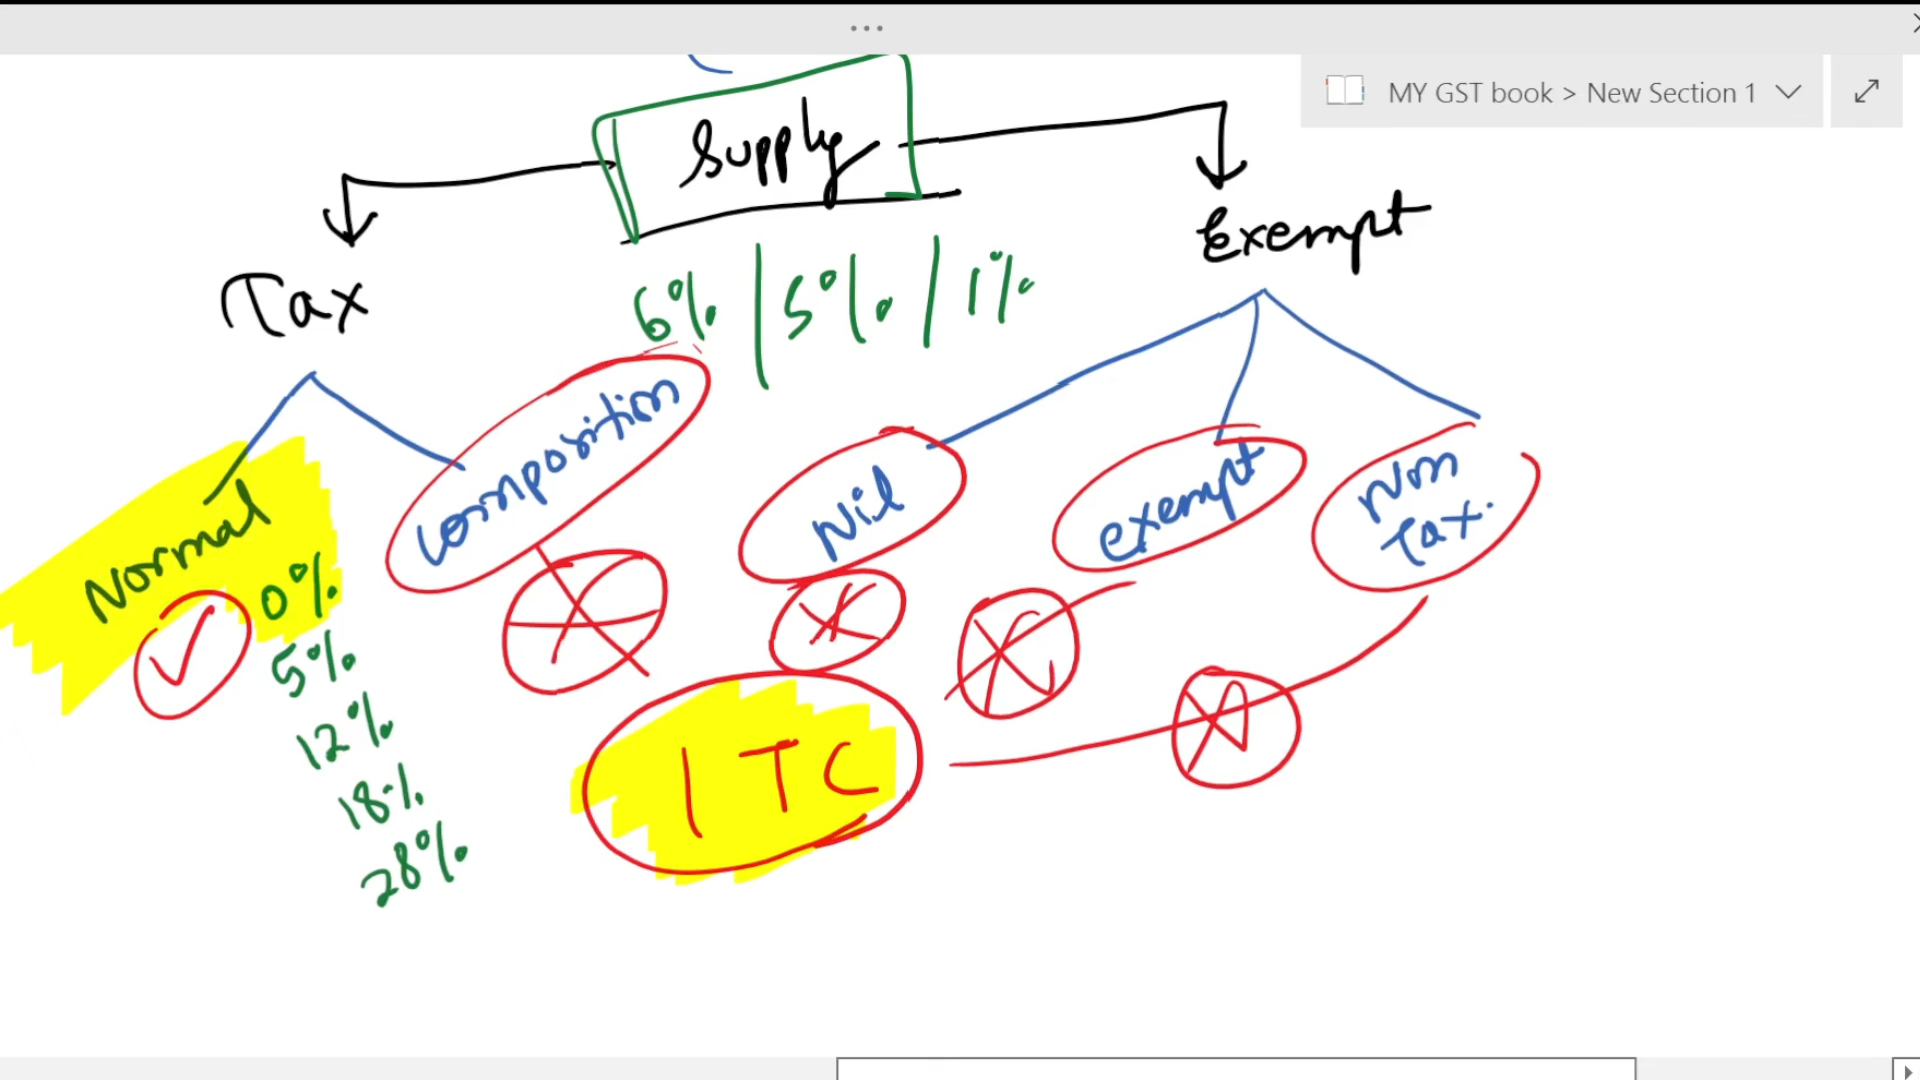 ...
MY GST book > New Section 1
Supply
Exempt
Tax
6% | 5% | 1%
Composition
Normal
Nil
exempt
Non
Tax.
0%
5%
12%
18%
28%
ITC